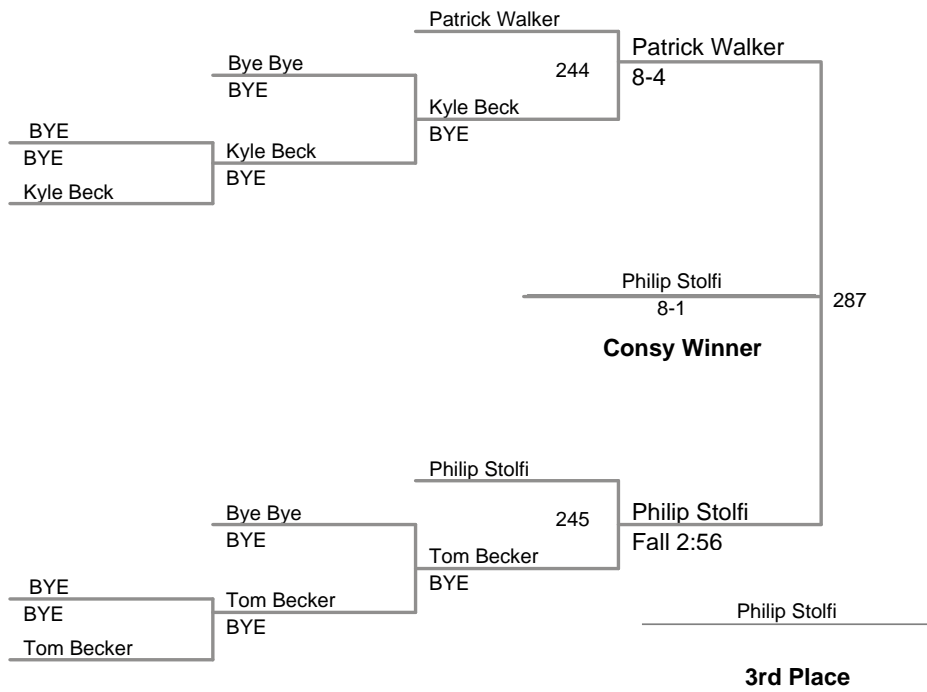 Patrick Walker
Patrick Walker
Bye Bye
244
8-4
BYE
Kyle Beck
BYE
BYE
BYE
Kyle Beck
BYE
Kyle Beck
Philip Stolfi
8-1
287
Consy Winner
Philip Stolfi
Bye Bye
245
Philip Stolfi
BYE
Fall 2:56
Tom Becker
BYE
BYE
BYE
Tom Becker
BYE
Philip Stolfi
Tom Becker
3rd Place